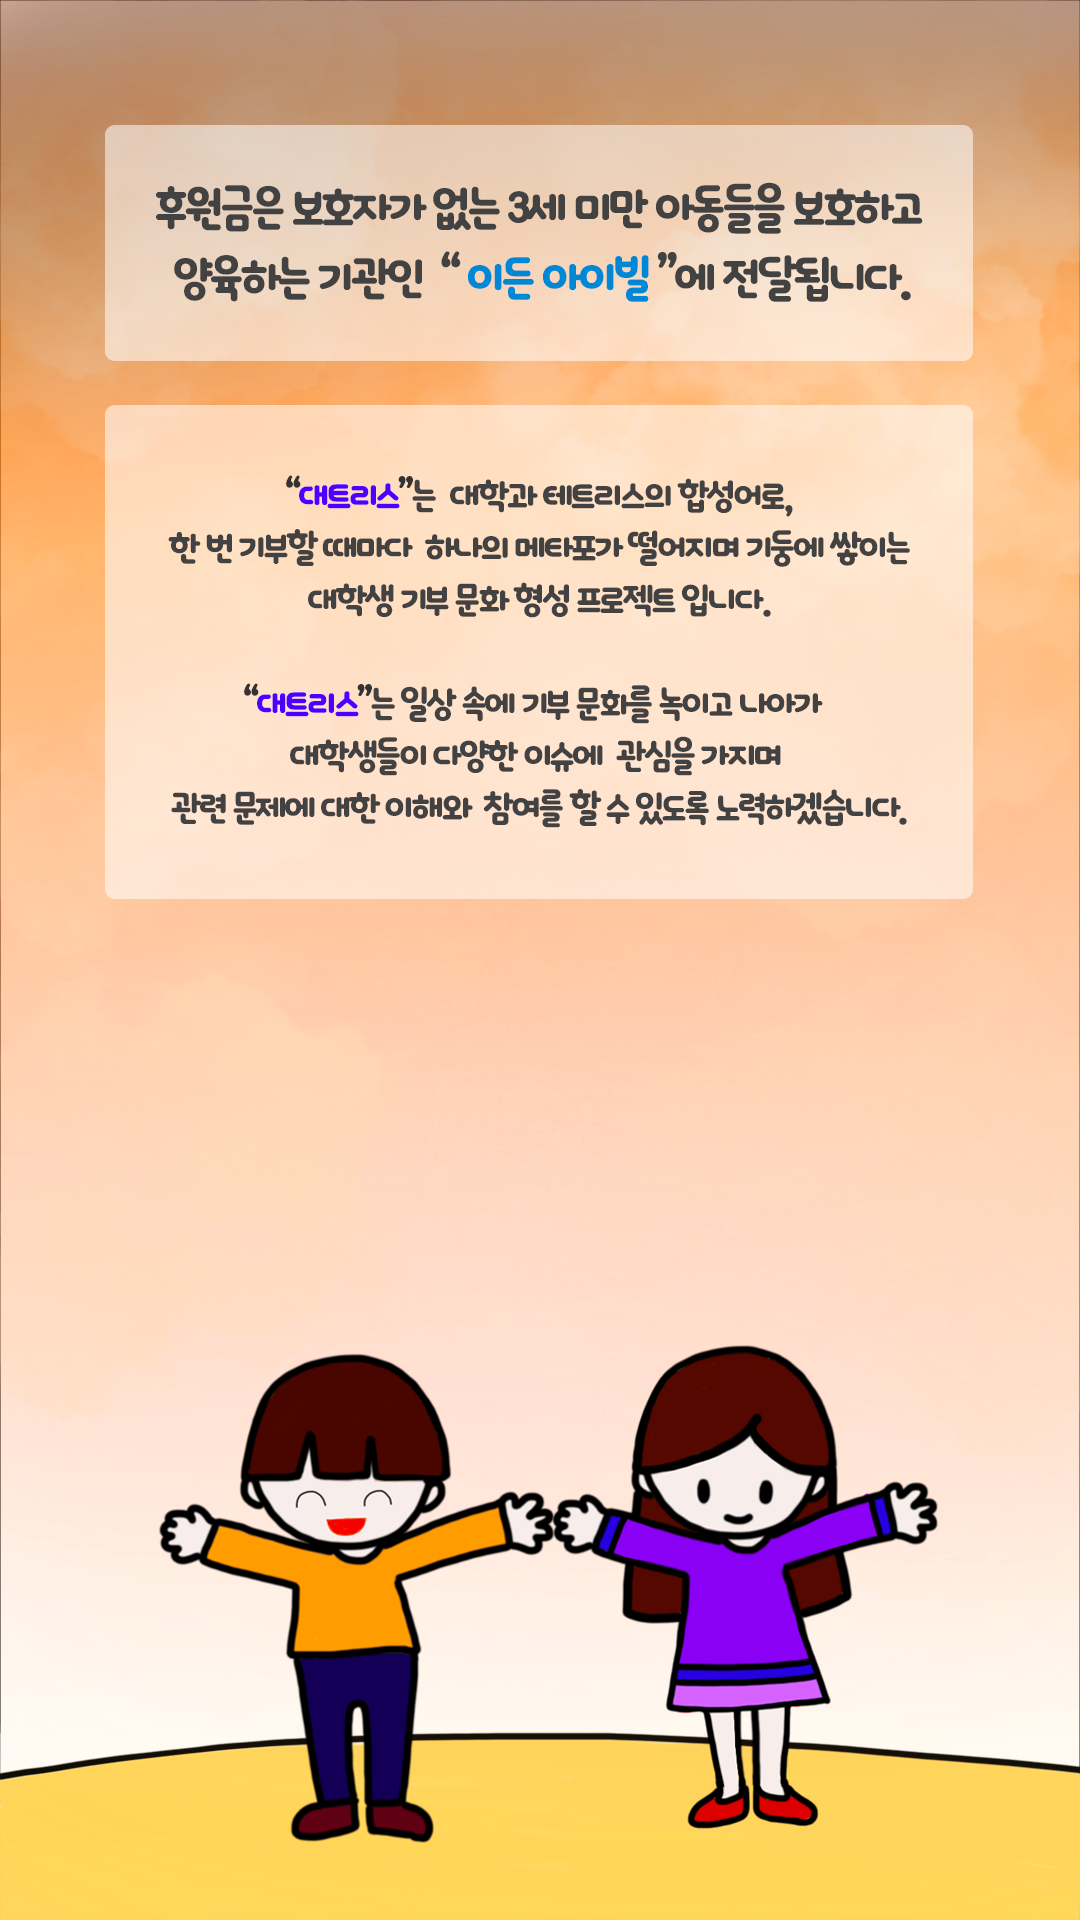 후원금은 보호자가 없는 3세 미만 아동들을 보호하고
양육하는 기관인 “ 이든 아이빌 ”에 전달됩니다.
“대트리스”는 대학과 테트리스의 합성어로,
한 번 기부할 때마다 하나의 메타포가 떨어지며 기둥에 쌓이는
대학생 기부 문화 형성 프로젝트 입니다.
“대트리스”는 일상 속에 기부 문화를 녹이고 나아가
대학생들이 다양한 이슈에 관심을 가지며
관련 문제에 대한 이해와 참여를 할 수 있도록 노력하겠습니다.